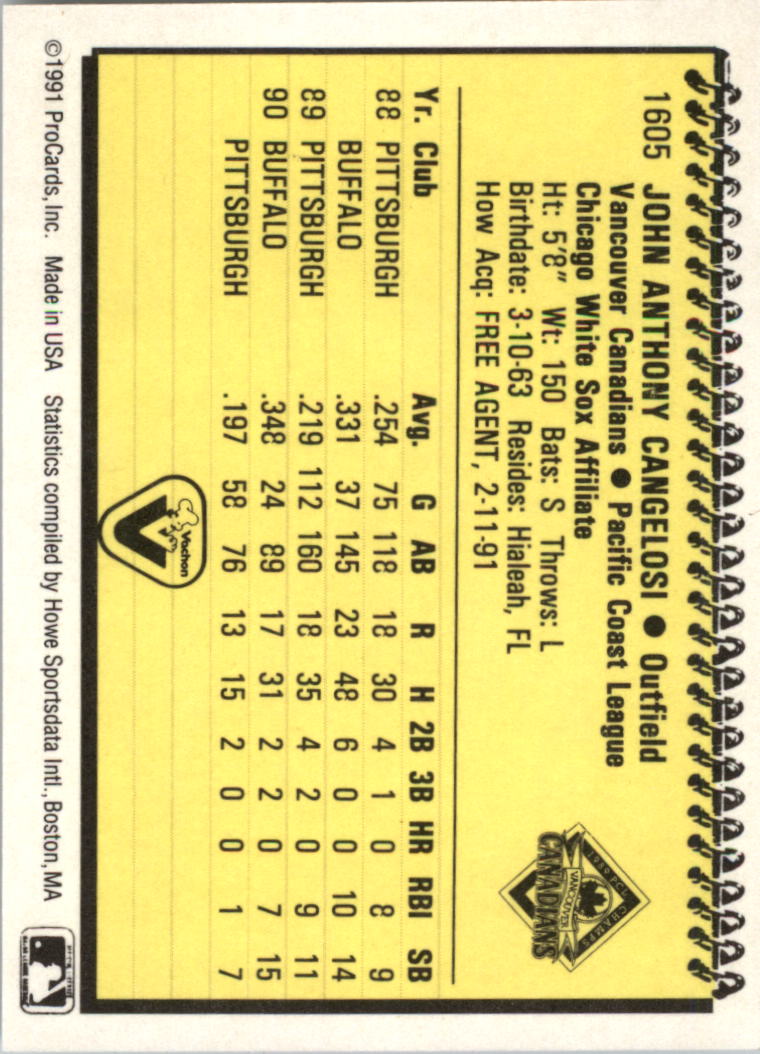 1605 JOHN ANTHONY CANGELOSI ● Outfield
Vancouver Canadians ● Pacific Coast League
Chicago White Sox Affiliate
Ht: 5'8" Wt: 150 Bats: S Throws: L
Birthdate: 3-10-63 Resides: Hialeah, FL
How Acq: FREE AGENT, 2-11-91
1989 PCL CHAMPS
VANCOUVER
CANADIANS
Yr. Club Avg. G AB R H 2B 3B HR RBI SB
88 PITTSBURGH .254 75 118 18 30 4 1 0 8 9
BUFFALO .331 37 145 23 48 6 0 0 10 14
89 PITTSBURGH .219 112 160 18 35 4 2 0 9 11
90 BUFFALO .348 24 89 17 31 2 2 0 7 15
PITTSBURGH .197 58 76 13 15 2 0 0 1 7
Vachon
V
©1991 ProCards, Inc. Made in USA Statistics compiled by Howe Sportsdata Intl., Boston, MA